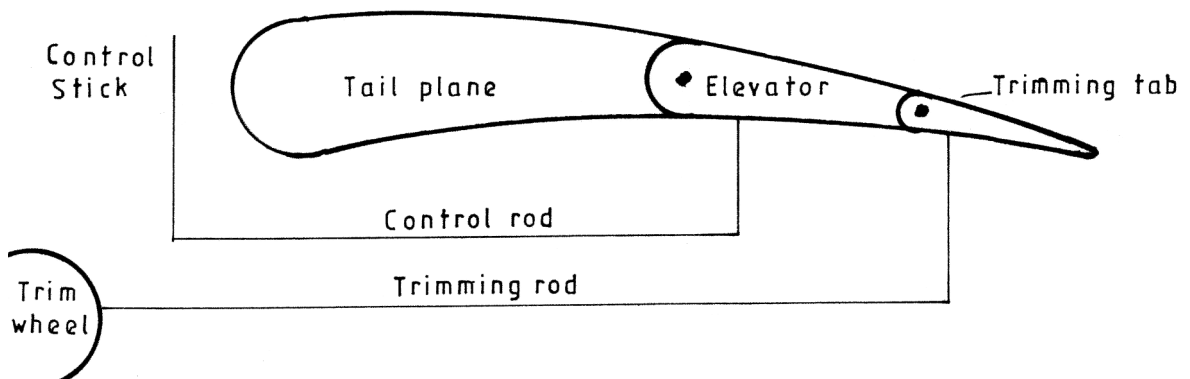 Control
Stick
Tail plane
Elevator
Trimming tab
Control rod
Trimming rod
Trim
wheel